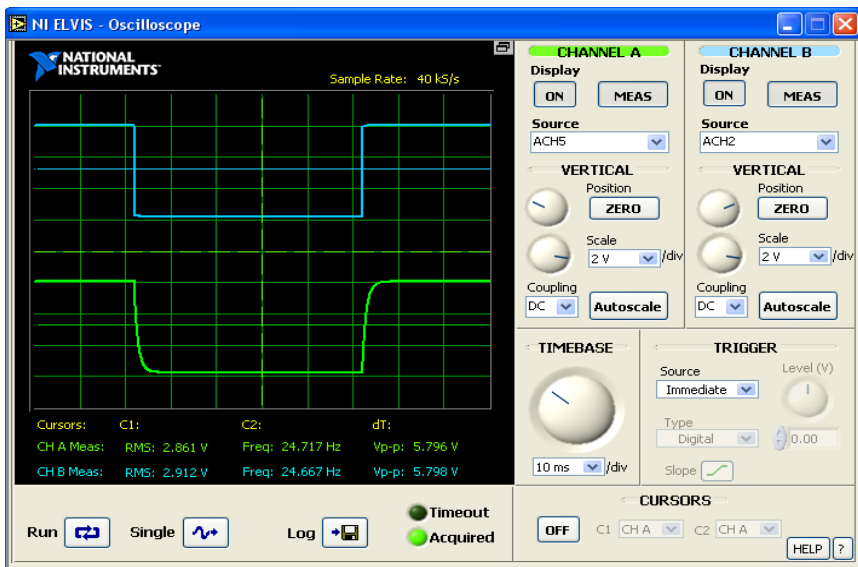 NI ELVIS - Oscilloscope
NATIONAL
INSTRUMENTS™
Sample Rate: 40 kS/s
Cursors: C1: C2: dT:
CH A Meas: RMS: 2.861 V Freq: 24.717 Hz Vp-p: 5.796 V
CH B Meas: RMS: 2.912 V Freq: 24.667 Hz Vp-p: 5.798 V
Run Single Log Timeout
Acquired
CHANNEL A
Display
ON MEAS
Source
ACH5
VERTICAL
Position
ZERO
Scale
2 V /div
Coupling
DC Autoscale
CHANNEL B
Display
ON MEAS
Source
ACH2
VERTICAL
Position
ZERO
Scale
2 V /div
Coupling
DC Autoscale
TIMEBASE
10 ms /div
TRIGGER
Source Level (V)
Immediate
Type
Digital 0.00
Slope
CURSORS
OFF C1 CH A C2 CH A
HELP ?